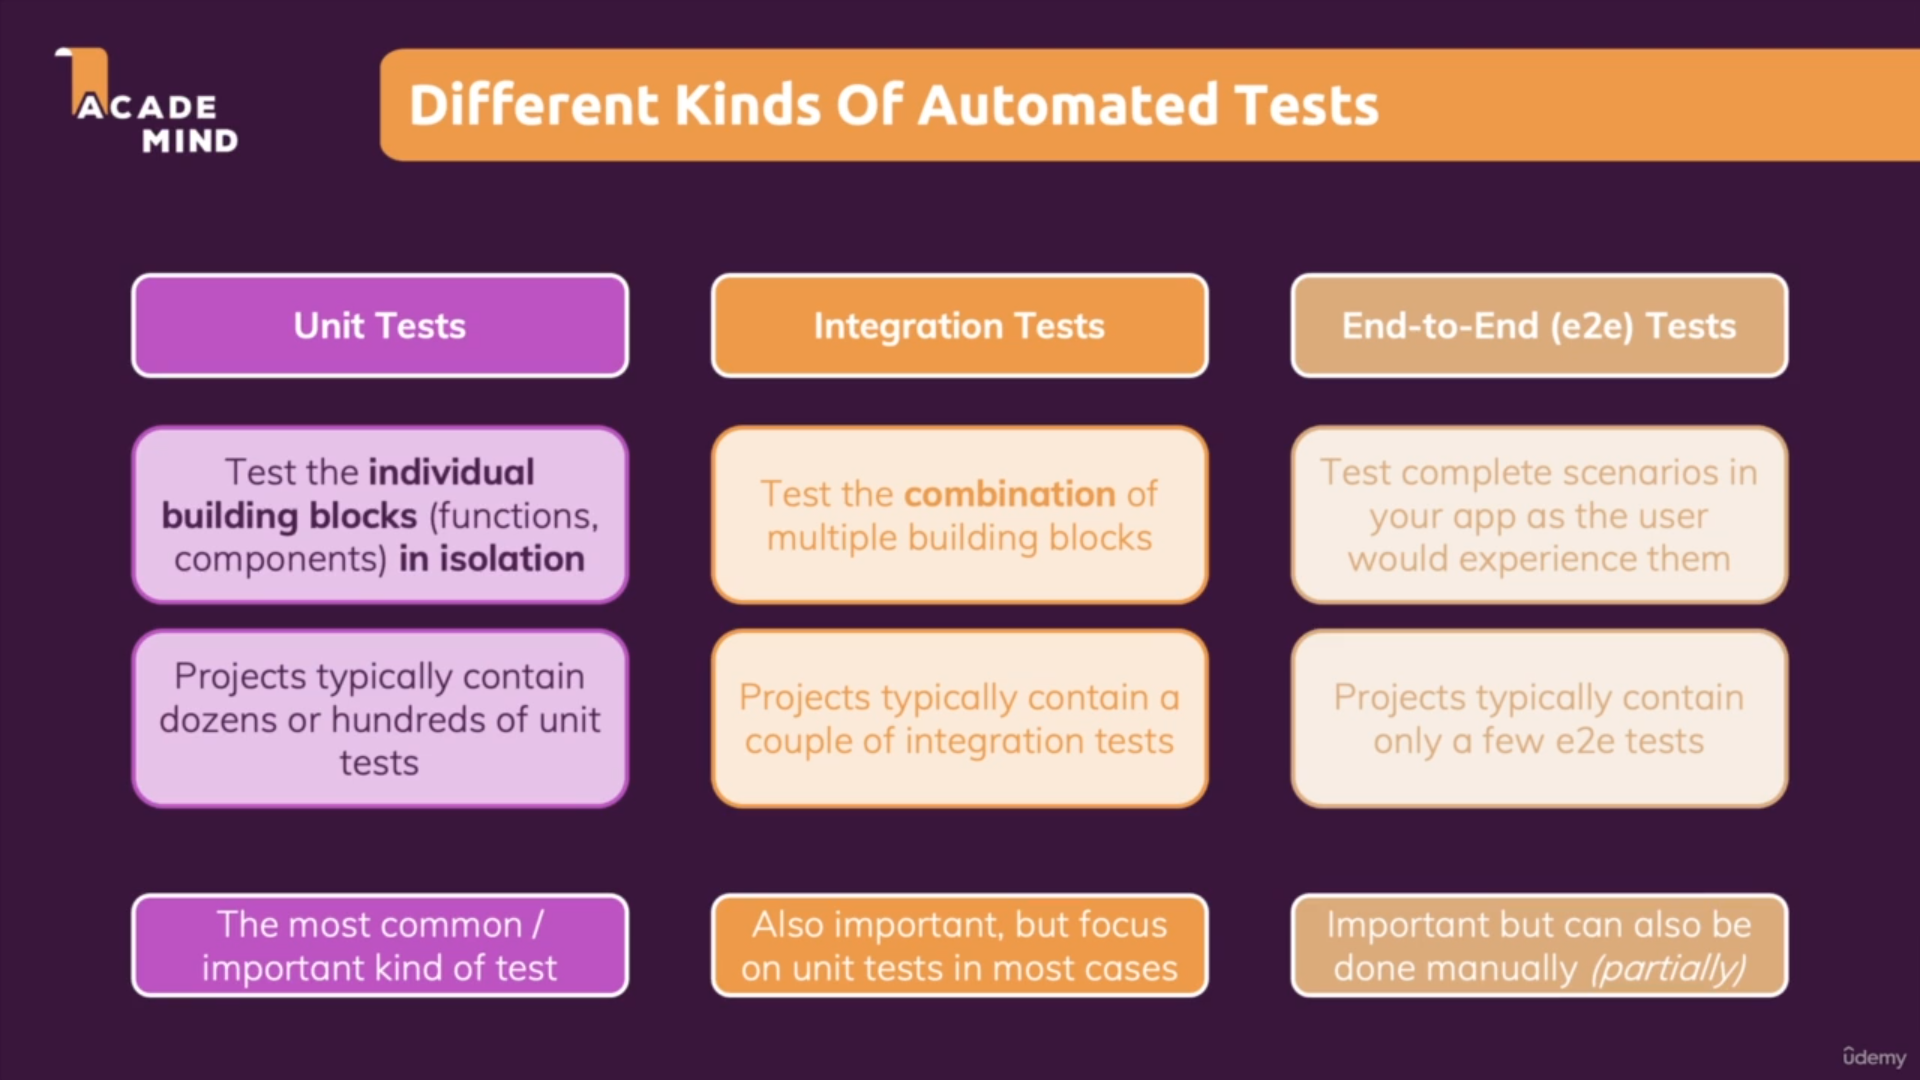 ACADE
MIND
Different Kinds Of Automated Tests
Unit Tests
Test the individual
building blocks (functions,
components) in isolation
Projects typically contain
dozens or hundreds of unit
tests
The most common /
important kind of test
Integration Tests
Test the combination of
multiple building blocks
Projects typically contain a
couple of integration tests
Also important, but focus
on unit tests in most cases
End-to-End (e2e) Tests
Test complete scenarios in
your app as the user
would experience them
Projects typically contain
only a few e2e tests
Important but can also be
done manually (partially)
ûdemy